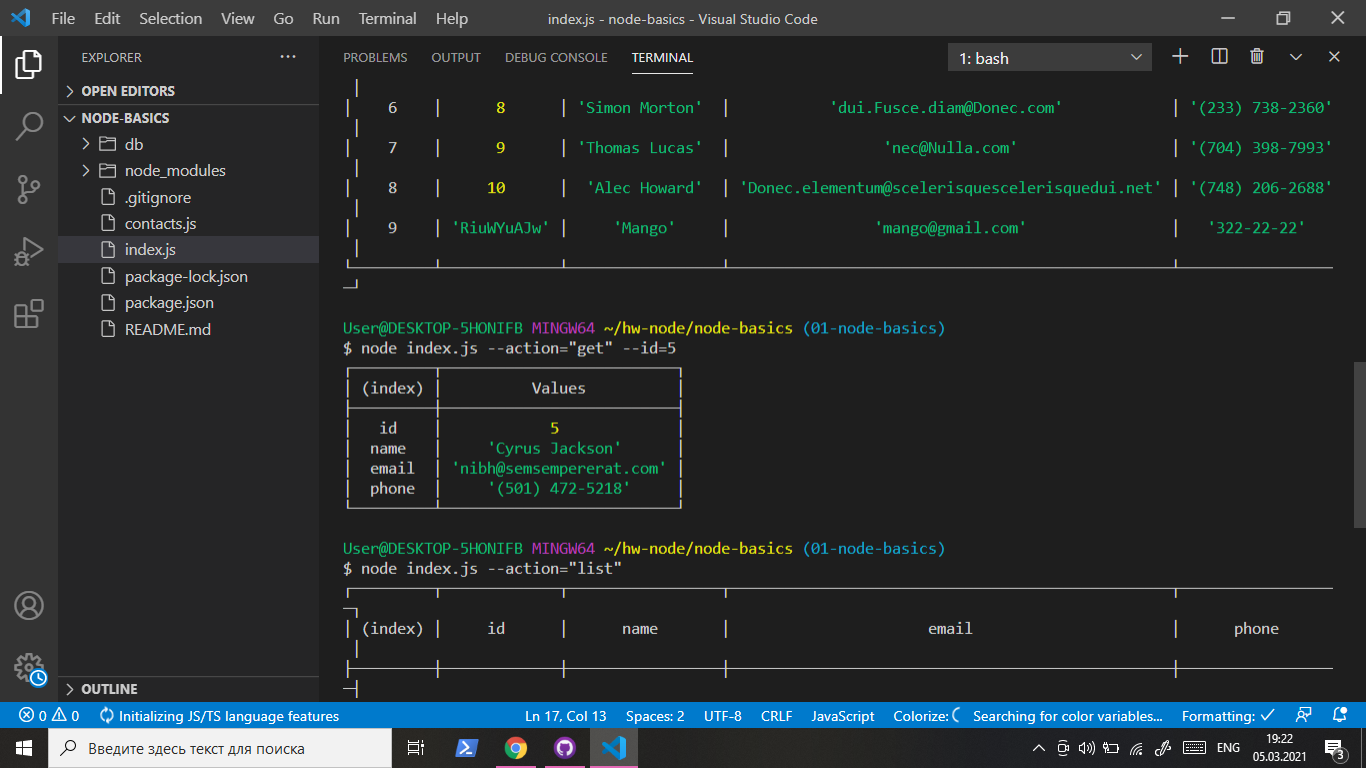 File Edit Selection View Go Run Terminal Help index.js - node-basics - Visual Studio Code
EXPLORER
OPEN EDITORS
NODE-BASICS
db
node_modules
.gitignore
contacts.js
index.js
package-lock.json
package.json
README.md
OUTLINE
PROBLEMS OUTPUT DEBUG CONSOLE TERMINAL 1: bash
6 8 'Simon Morton' 'dui.Fusce.diam@Donec.com' '(233) 738-2360'
7 9 'Thomas Lucas' 'nec@Nulla.com' '(704) 398-7993'
8 10 'Alec Howard' 'Donec.elementum@scelerisquescelerisquedui.net' '(748) 206-2688'
9 'RiuWYuAJw' 'Mango' 'mango@gmail.com' '322-22-22'
User@DESKTOP-5HONIFB MINGW64 ~/hw-node/node-basics (01-node-basics)
$ node index.js --action="get" --id=5
(index) Values
id 5
name 'Cyrus Jackson'
email 'nibh@semsempererat.com'
phone '(501) 472-5218'
User@DESKTOP-5HONIFB MINGW64 ~/hw-node/node-basics (01-node-basics)
$ node index.js --action="list"
(index) id name email phone
0 0 Initializing JS/TS language features Ln 17, Col 13 Spaces: 2 UTF-8 CRLF JavaScript Colorize: Searching for color variables... Formatting:
Введите здесь текст для поиска
ENG
19:22
05.03.2021
3